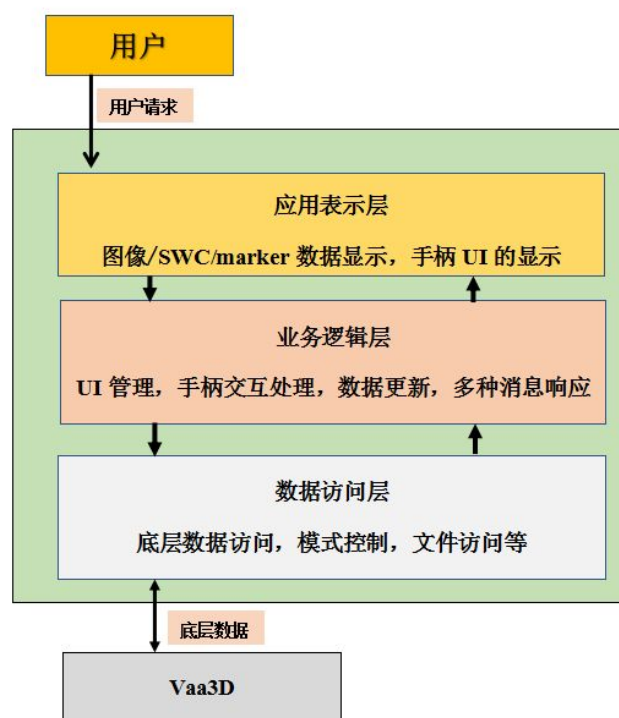 用户
用户请求
应用表示层
图像/SWC/marker 数据显示，手柄 UI 的显示
业务逻辑层
UI 管理，手柄交互处理，数据更新，多种消息响应
数据访问层
底层数据访问，模式控制，文件访问等
底层数据
Vaa3D